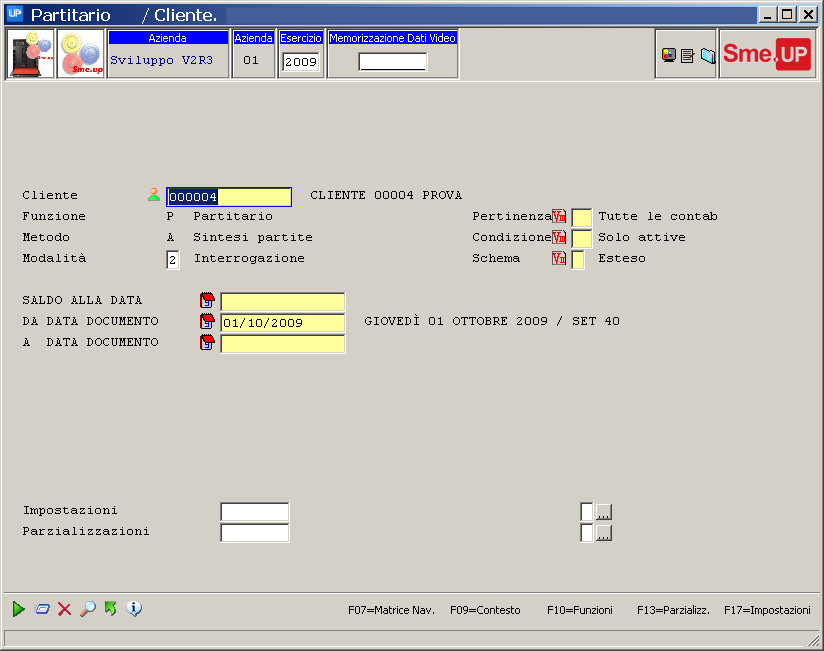 UP Partitario / Cliente.
Azienda Azienda Esercizio Memorizzazione Dati Video
Sme.up Sme.up Sviluppo V2R3 01 2009 Sme.UP
Cliente 000004 CLIENTE 00004 PROVA
Funzione P Partitario Pertinenza Tutte le contab
Metodo A Sintesi partite Condizione Solo attive
Modalità 2 Interrogazione Schema Esteso
SALDO ALLA DATA
DA DATA DOCUMENTO 01/10/2009 GIOVEDÌ 01 OTTOBRE 2009 / SET 40
A DATA DOCUMENTO
Impostazioni ...
Parzializzazioni ...
F07=Matrice Nav. F09=Contesto F10=Funzioni F13=Parzializz. F17=Impostazioni